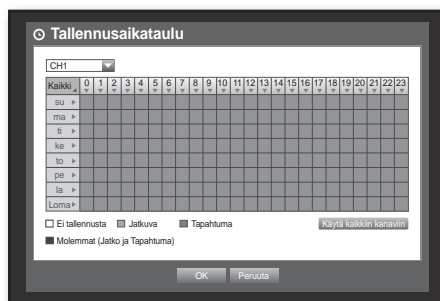 Tallennusaikataulu
CH1
Kaikki 0 1 2 3 4 5 6 7 8 9 10 11 12 13 14 15 16 17 18 19 20 21 22 23
su
ma
ti
ke
to
pe
la
Loma
Ei tallennusta Jatkuva Tapahtuma Käytä kaikkiin kanaviin
Molemmat (Jatko ja Tapahtuma)
OK Peruuta